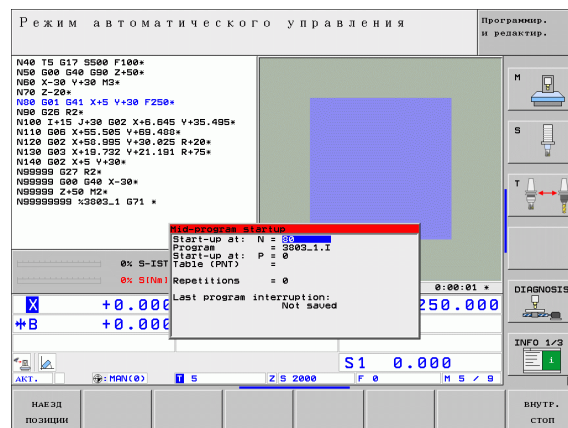 Режим автоматического управления
Программир.
и редактир.
N40 T5 G17 S500 F100*
N50 G00 G40 G90 Z+50*
N60 X-30 Y+30 M3*
N70 Z-20*
N80 G01 G41 X+5 Y+30 F250*
N90 G26 R2*
N100 I+15 J+30 G02 X+6.645 Y+35.495*
N110 G06 X+55.505 Y+69.488*
N120 G02 X+58.995 Y+30.025 R+20*
N130 G03 X+19.732 Y+21.191 R+75*
N140 G02 X+5 Y+30*
N99999 G27 R2*
N99999 G00 G40 X-30*
N99999 Z+50 M2*
N99999999 %3803_1 G71 *
M
S
T
Mid-program startup
Start-up at: N = 80
Program = 3803_1.I
Start-up at: P = 0
Table (PNT) =
Repetitions = 0
Last program interruption:
Not saved
0% S-IST
0% S[Nm]
0:00:01 *
X +0.000
250.000
B +0.000
S1 0.000
АКТ.
: MAN(0)
T 5
Z S 2000
F 0
M 5 / 9
DIAGNOSIS
INFO 1/3
НАЕЗД
ПОЗИЦИИ
ВНУТР.
СТОП